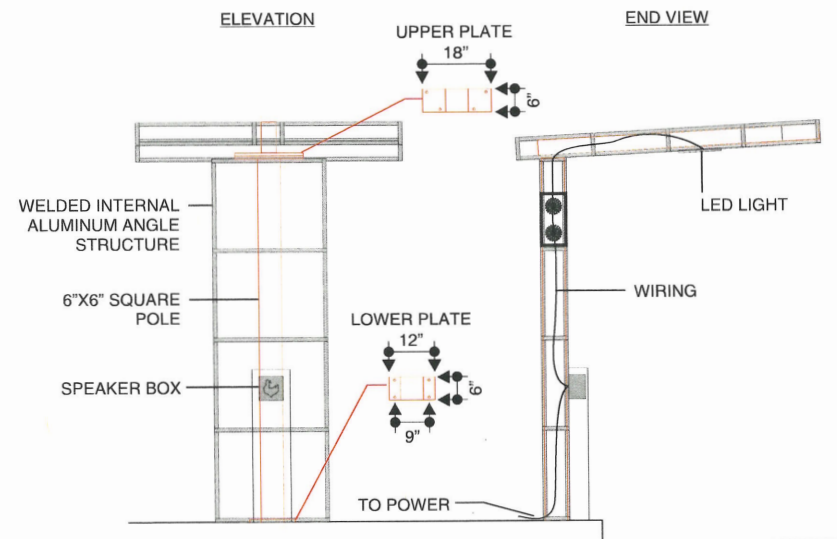 ELEVATION
END VIEW
UPPER PLATE
18"
6"
WELDED INTERNAL
ALUMINUM ANGLE
STRUCTURE
LED LIGHT
6"X6" SQUARE
POLE
WIRING
LOWER PLATE
12"
6"
SPEAKER BOX
9"
TO POWER